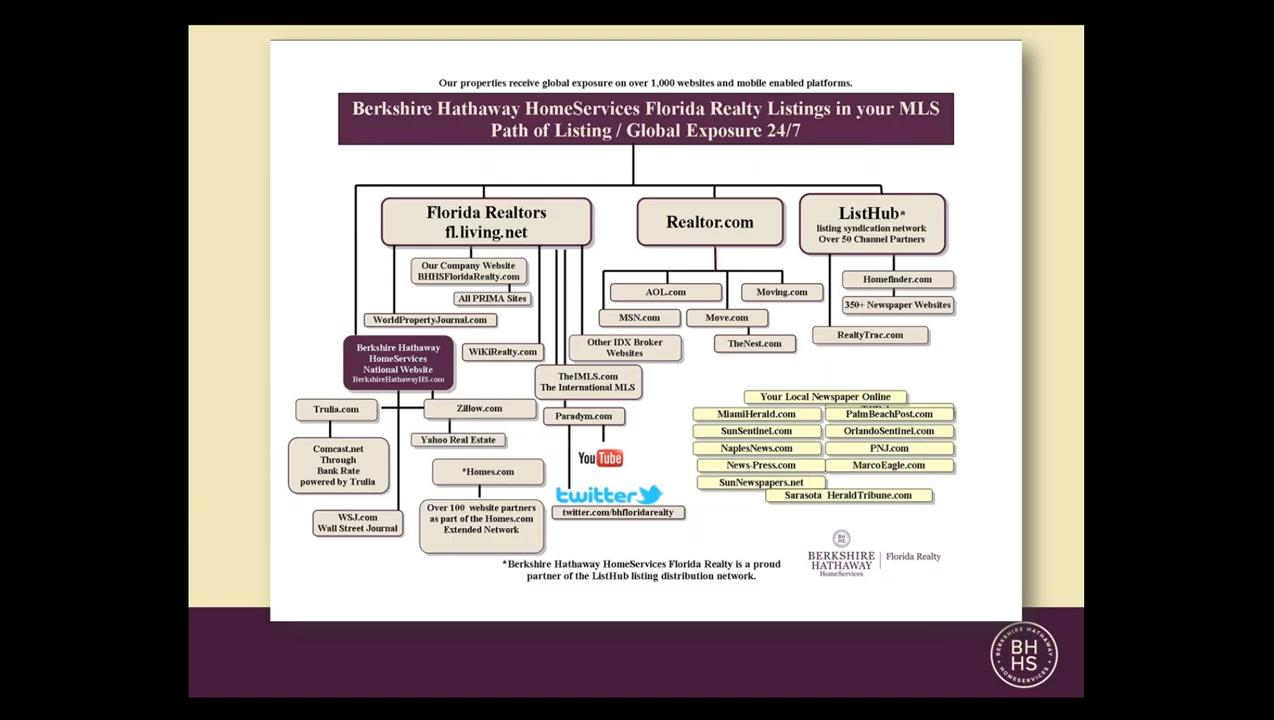 Our properties receive global exposure on over 1,000 websites and mobile enabled platforms.
Berkshire Hathaway HomeServices Florida Realty Listings in your MLS
Path of Listing / Global Exposure 24/7
Florida Realtors
fl.living.net
Realtor.com
ListHub*
listing syndication network
Over 50 Channel Partners
Our Company Website
BHHSFloridaRealty.com
All PRIMA Sites
WorldPropertyJournal.com
AOL.com
Moving.com
MSN.com
Move.com
TheNest.com
Homefinder.com
350+ Newspaper Websites
RealtyTrac.com
Berkshire Hathaway
HomeServices
National Website
BerkshireHathawayHS.com
WiKiRealty.com
Other IDX Broker
Websites
TheIMLS.com
The International MLS
Paradym.com
Trulia.com
Zillow.com
Yahoo Real Estate
Comcast.net
Through
Bank Rate
powered by Trulia
*Homes.com
Over 100 website partners
as part of the Homes.com
Extended Network
WSJ.com
Wall Street Journal
YouTube
twitter
twitter.com/bhfloridarealty
Your Local Newspaper Online
MiamiHerald.com
PalmBeachPost.com
SunSentinel.com
OrlandoSentinel.com
NaplesNews.com
PNJ.com
News-Press.com
MarcoEagle.com
SunNewspapers.net
Sarasota HeraldTribune.com
*Berkshire Hathaway HomeServices Florida Realty is a proud
partner of the ListHub listing distribution network.
BH
HS
BERKSHIRE
HATHAWAY
HomeServices
Florida Realty
BERKSHIRE HATHAWAY
BH
HS
HOMESERVICES